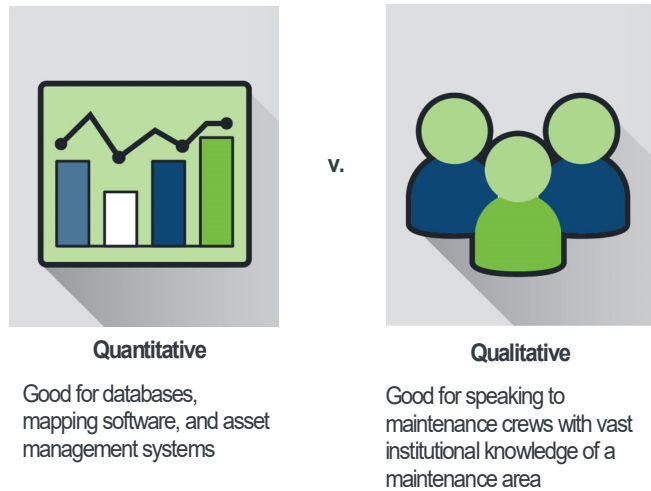 Quantitative
Good for databases,
mapping software, and asset
management systems
v.
Qualitative
Good for speaking to
maintenance crews with vast
institutional knowledge of a
maintenance area